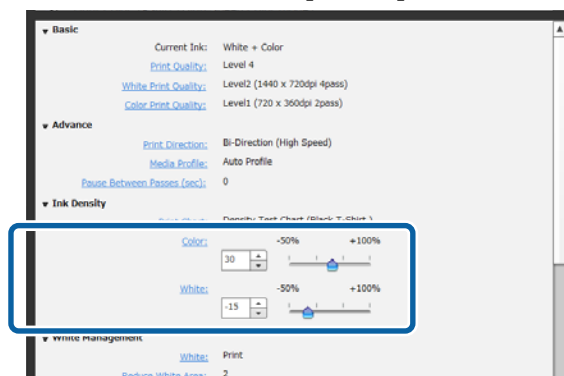 Basic
Current Ink: White + Color
Print Quality: Level 4
White Print Quality: Level2 (1440 x 720dpi 4pass)
Color Print Quality: Level1 (720 x 360dpi 2pass)
Advance
Print Direction: Bi-Direction (High Speed)
Media Profile: Auto Profile
Pause Between Passes (sec): 0
Ink Density
Density Test Chart (Black T-Shirt )
Color: -50% +100%
30
White: -50% +100%
-15
White Management
White: Print
Reduce White Area: 2